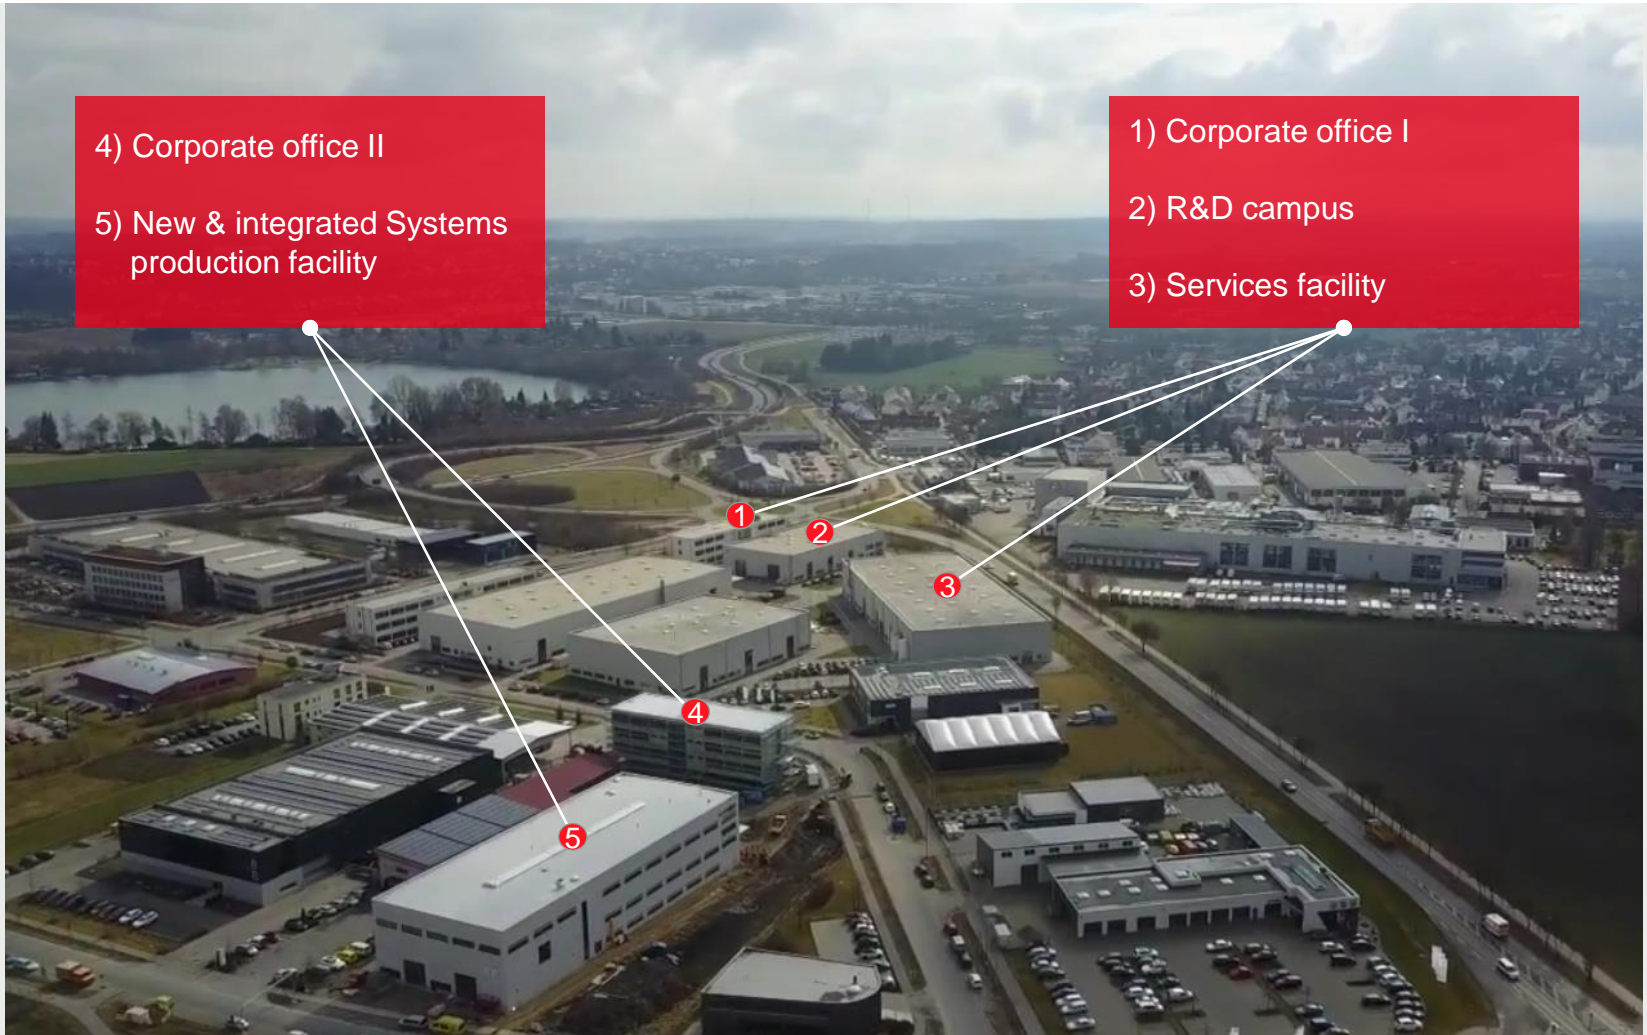 4) Corporate office II
5) New & integrated Systems
production facility
1) Corporate office I
2) R&D campus
3) Services facility
1
2
3
4
5